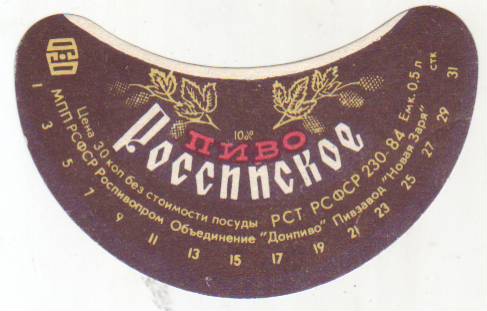 10%
ПИВО
Российское
Цена 30 коп без стоимости посуды РСТ РСФСР 230-84 Емк. 0,5 л
МПП РСФСР Роспивопром Объединение "Донпиво" Пивзавод "Новая Заря"
СТК
1 3 5 7 9 11 13 15 17 19 21 23 25 27 29 31